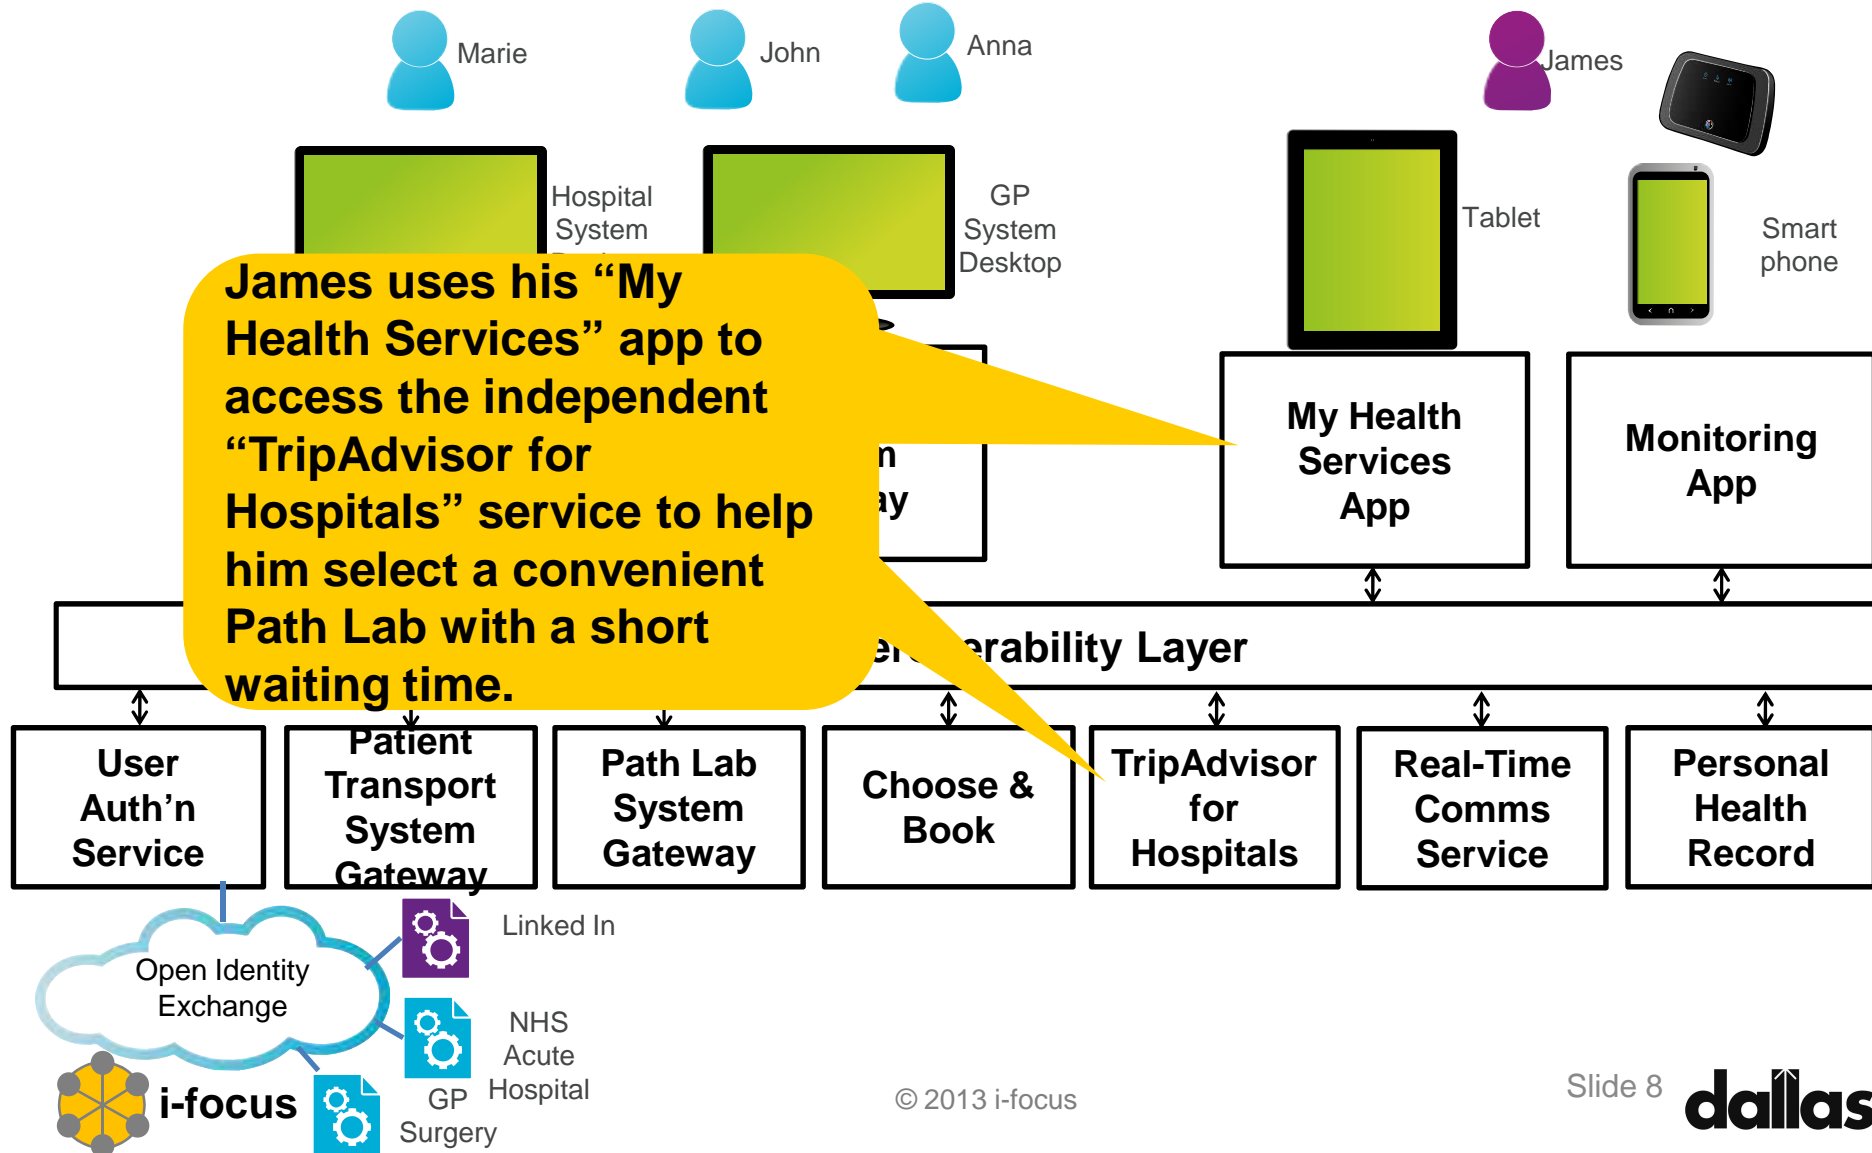 Marie
John
Anna
James
Hospital
System
GP
System
Desktop
Tablet
Smart
phone
James uses his “My
Health Services” app to
access the independent
“TripAdvisor for
Hospitals” service to help
him select a convenient
Path Lab with a short
waiting time.
My Health
Services
App
Monitoring
App
Layer
User
Auth'n
Service
Patient
Transport
System
Gateway
Path Lab
System
Gateway
Choose &
Book
TripAdvisor
for
Hospitals
Real-Time
Comms
Service
Personal
Health
Record
Open Identity
Exchange
Linked In
NHS
Acute
Hospital
GP
Surgery
i-focus
© 2013 i-focus
Slide 8
dallas